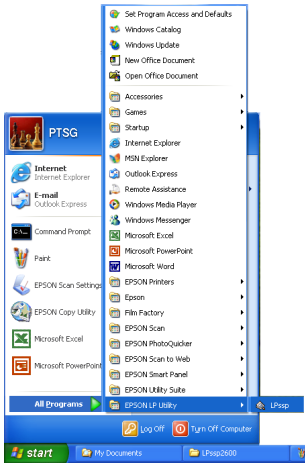 Set Program Access and Defaults
Windows Catalog
Windows Update
New Office Document
Open Office Document
Accessories
Games
Startup
Internet Explorer
MSN Explorer
Outlook Express
Remote Assistance
Windows Media Player
Windows Messenger
Microsoft Excel
Microsoft PowerPoint
Microsoft Word
EPSON Printers
Epson
Film Factory
EPSON Scan
EPSON PhotoQuicker
EPSON Scan to Web
EPSON Smart Panel
EPSON Utility Suite
EPSON LP Utility
LPssp
PTSG
Internet
Internet Explorer
E-mail
Outlook Express
Command Prompt
Paint
EPSON Scan Settings
EPSON Copy Utility
Microsoft Excel
Microsoft PowerPoint
All Programs
Log Off
Turn Off Computer
start
My Documents
LPssp2600